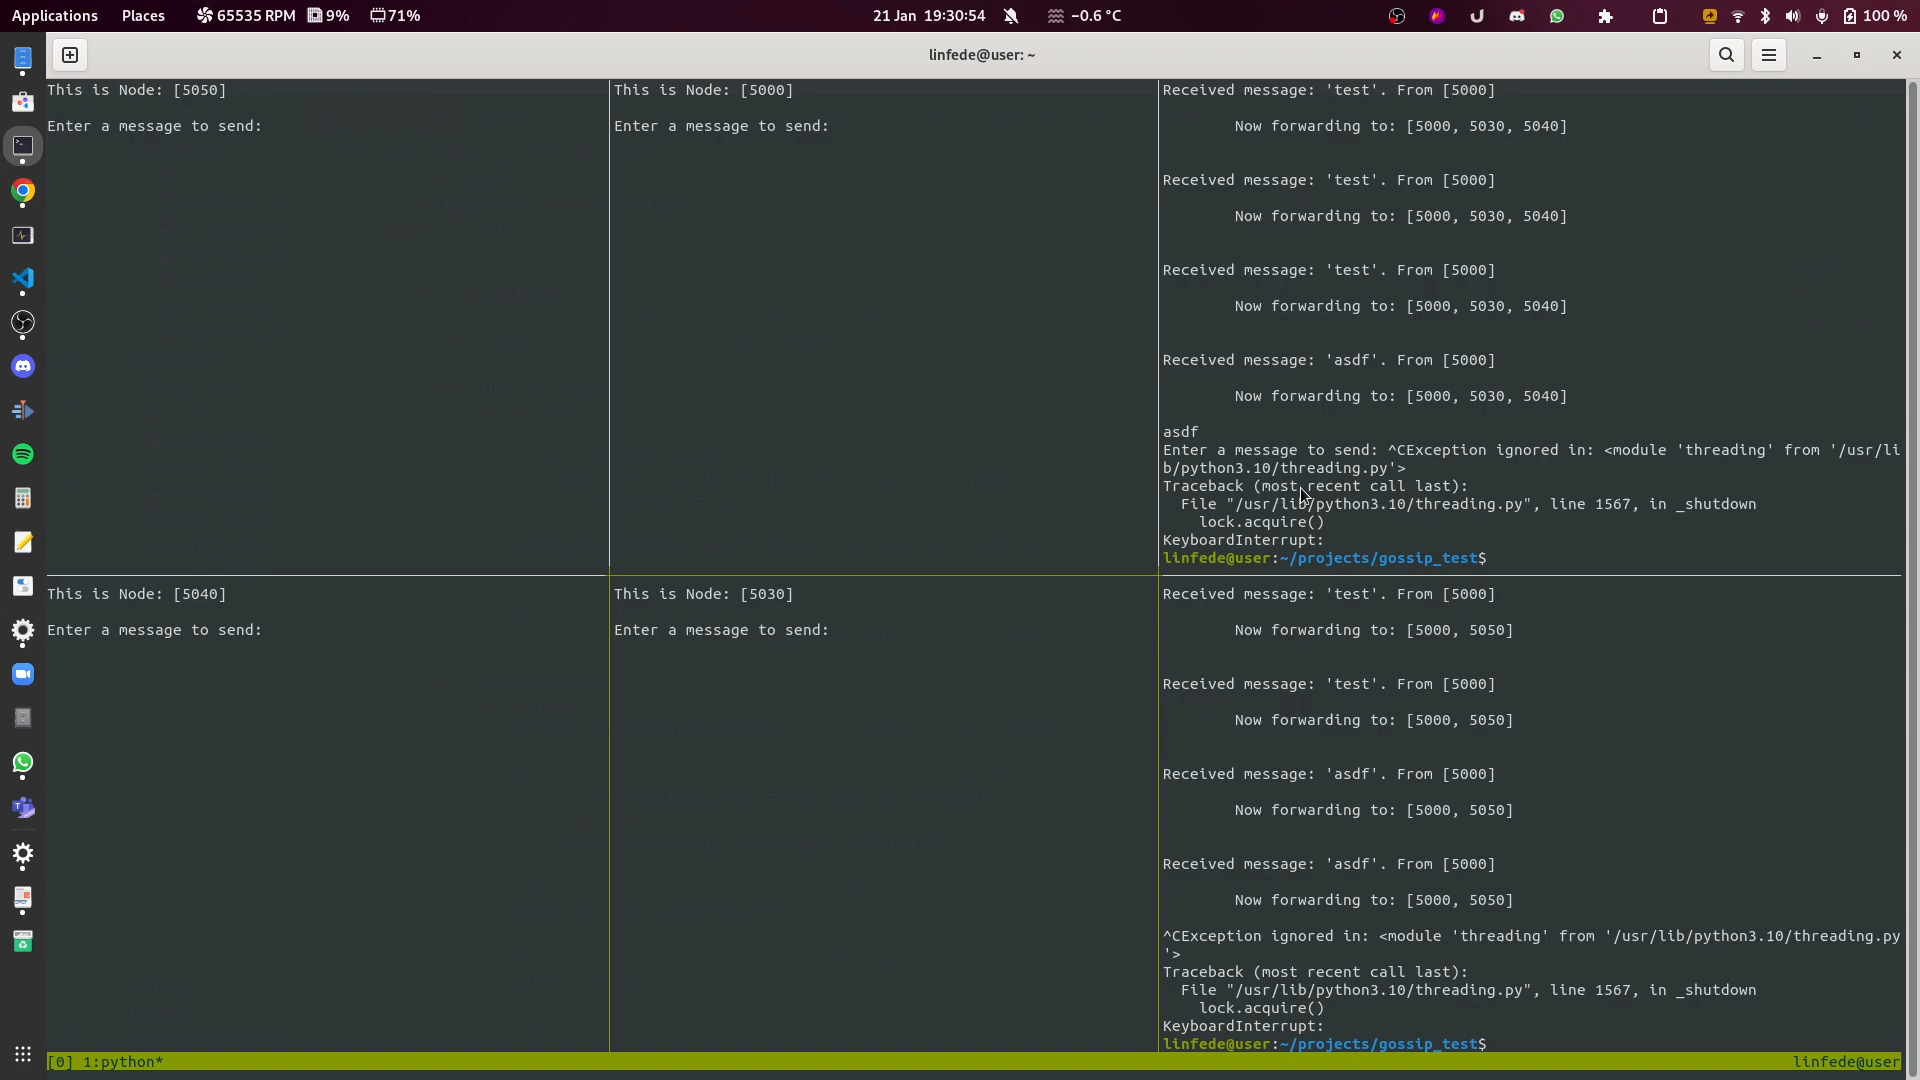 Applications Places 65535 RPM 9% 71% 21 Jan 19:30:54 −0.6 °C 100 %
linfede@user: ~
This is Node: [5050]
Enter a message to send:
This is Node: [5000]
Enter a message to send:
Received message: 'test'. From [5000]
Now forwarding to: [5000, 5030, 5040]
Received message: 'test'. From [5000]
Now forwarding to: [5000, 5030, 5040]
Received message: 'test'. From [5000]
Now forwarding to: [5000, 5030, 5040]
Received message: 'asdf'. From [5000]
Now forwarding to: [5000, 5030, 5040]
asdf
Enter a message to send: ^CException ignored in: <module 'threading' from '/usr/li
b/python3.10/threading.py'>
Traceback (most recent call last):
File "/usr/lib/python3.10/threading.py", line 1567, in _shutdown
lock.acquire()
KeyboardInterrupt:
linfede@user:~/projects/gossip_test$
This is Node: [5040]
Enter a message to send:
This is Node: [5030]
Enter a message to send:
Received message: 'test'. From [5000]
Now forwarding to: [5000, 5050]
Received message: 'test'. From [5000]
Now forwarding to: [5000, 5050]
Received message: 'asdf'. From [5000]
Now forwarding to: [5000, 5050]
Received message: 'asdf'. From [5000]
Now forwarding to: [5000, 5050]
^CException ignored in: <module 'threading' from '/usr/lib/python3.10/threading.py
'>
Traceback (most recent call last):
File "/usr/lib/python3.10/threading.py", line 1567, in _shutdown
lock.acquire()
KeyboardInterrupt:
linfede@user:~/projects/gossip_test$
[0] 1:python* linfede@user